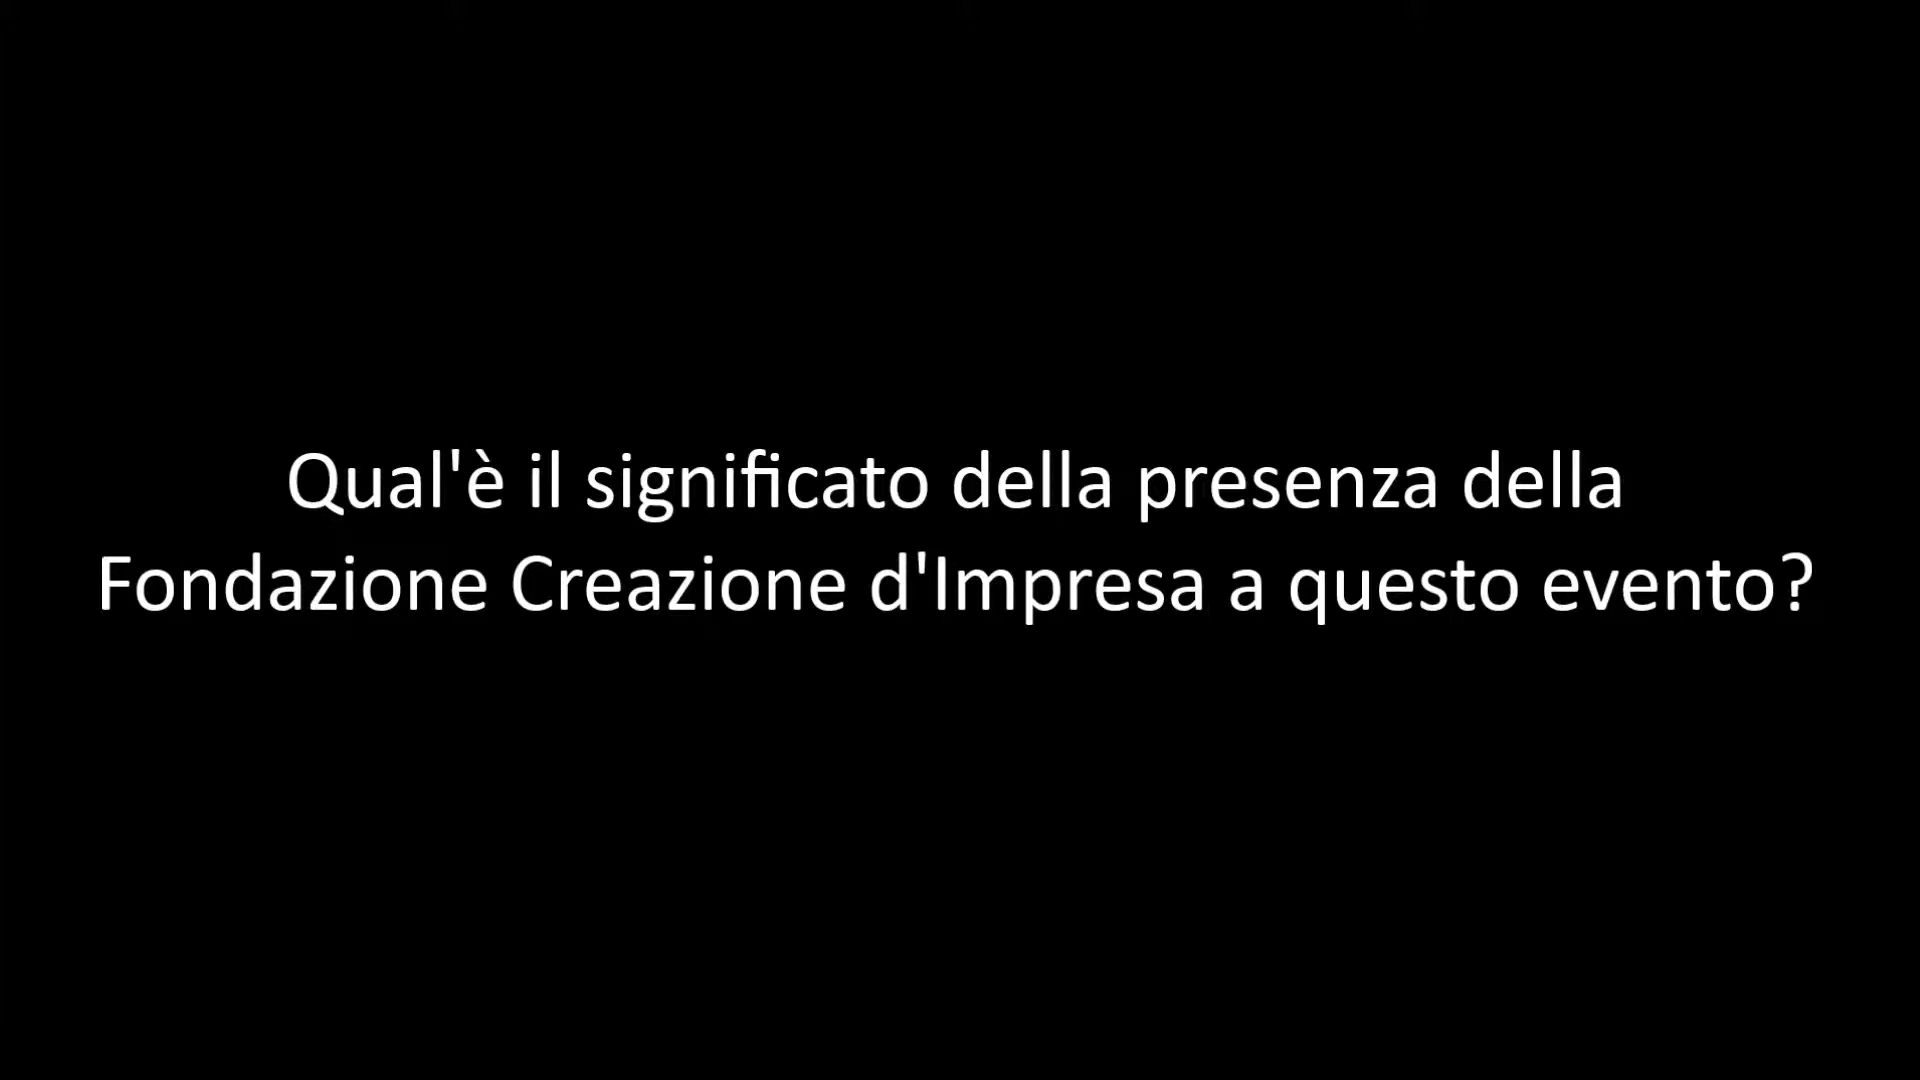 Qual'è il significato della presenza della
Fondazione Creazione d'Impresa a questo evento?